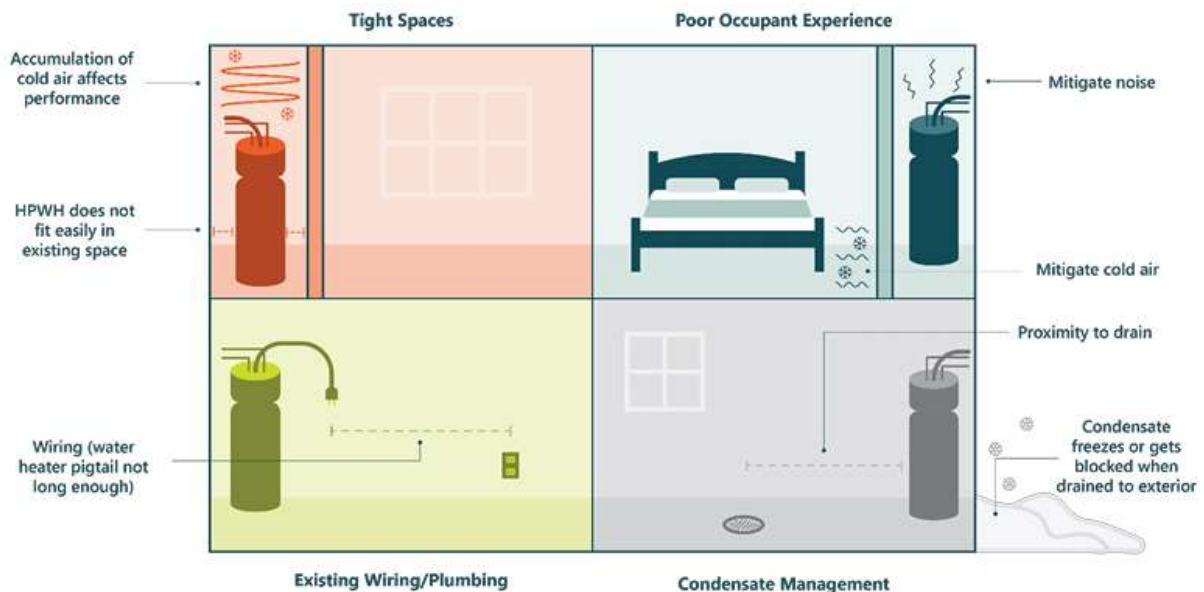 Tight Spaces
Poor Occupant Experience
Accumulation of
cold air affects
performance
Mitigate noise
HPWH does not
fit easily in
existing space
Mitigate cold air
Proximity to drain
Wiring (water
heater pigtail not
long enough)
Condensate
freezes or gets
blocked when
drained to exterior
Existing Wiring/Plumbing
Condensate Management